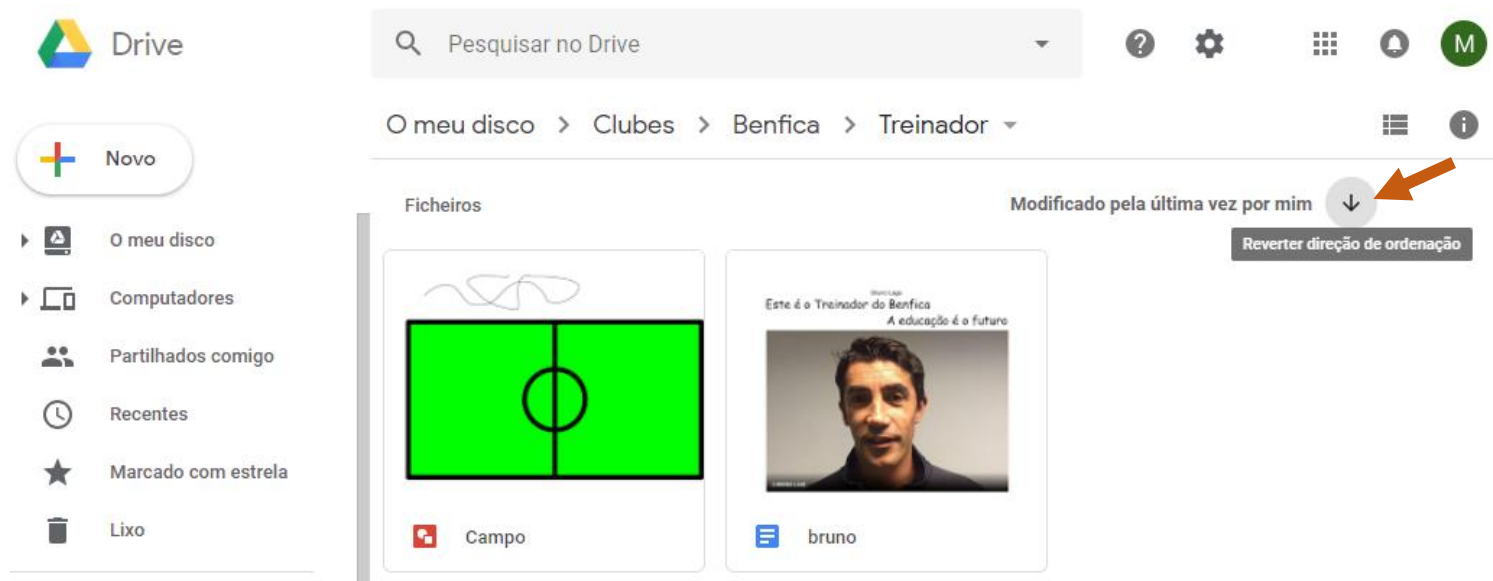 Drive
Pesquisar no Drive
M
O meu disco > Clubes > Benfica > Treinador
Novo
Ficheiros
Modificado pela última vez por mim
Reverter direção de ordenação
O meu disco
Computadores
Partilhados comigo
Recentes
Marcado com estrela
Lixo
Este é o Treinador do Benfica
A educação é o futuro
Campo
bruno